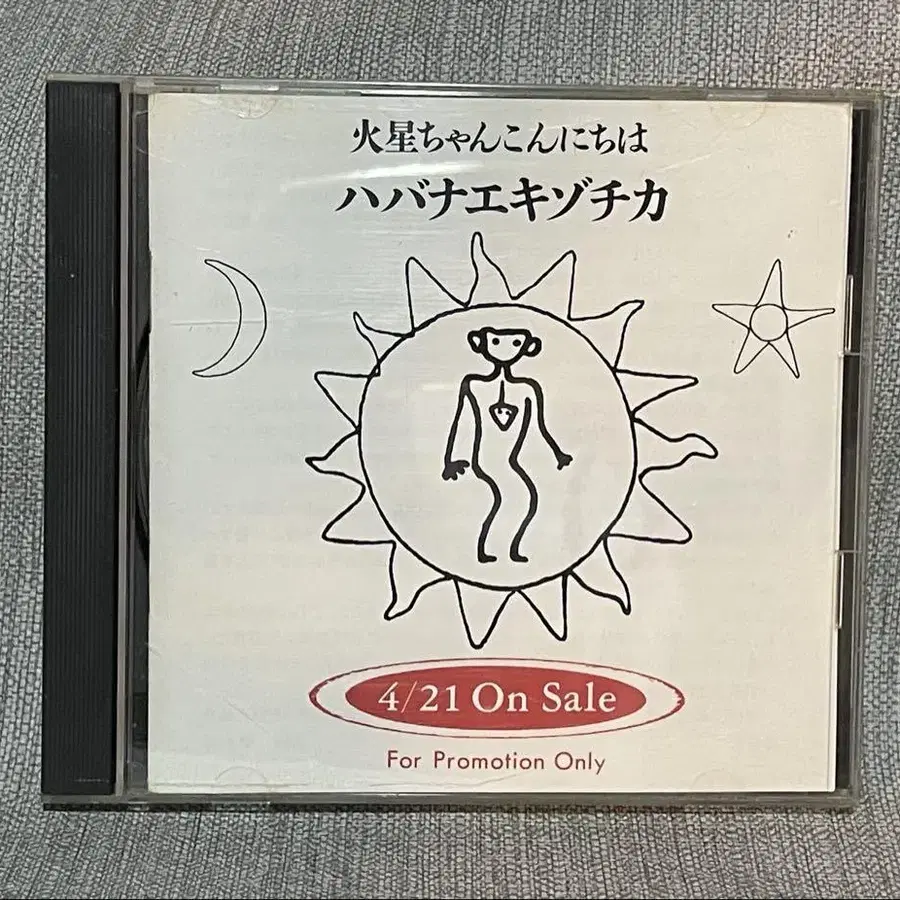 火星ちゃんこんにちは
ハバナエキゾチカ
4/21 On Sale
For Promotion Only